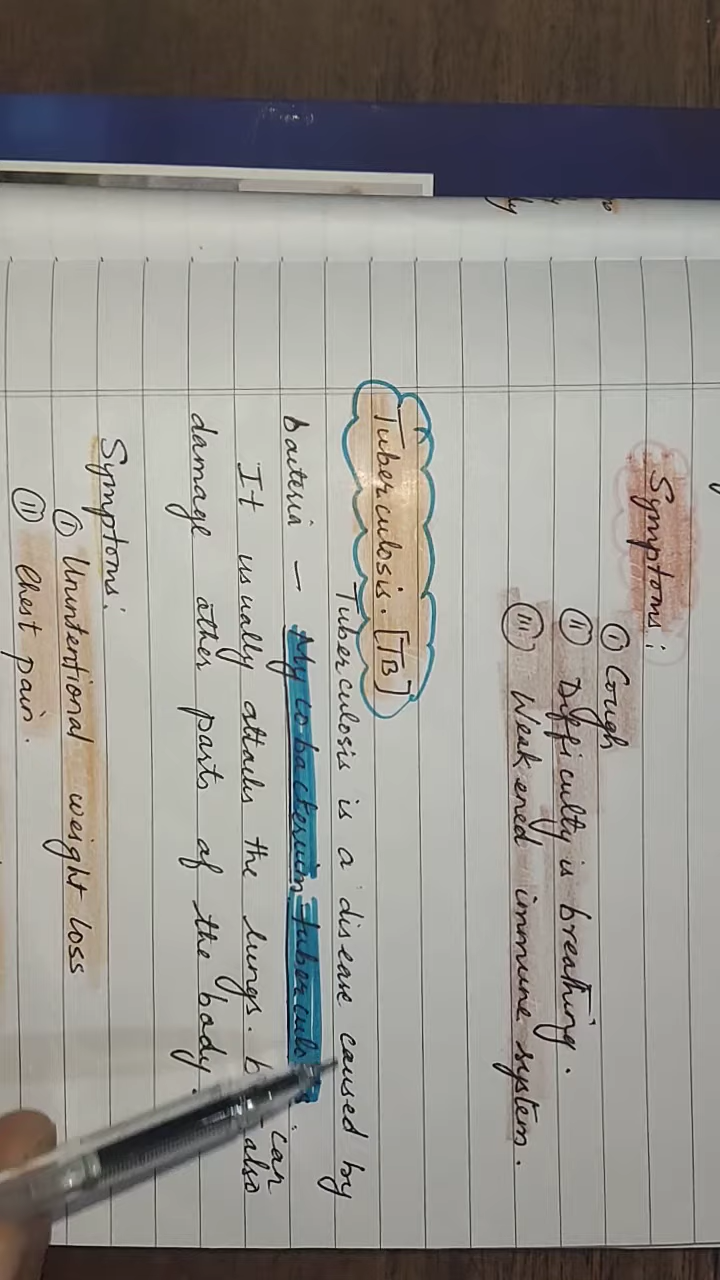 Symptoms:
(i) Cough
(ii) Difficulty is breathing.
(iii) Weakened immune system.
Tuberculosis. [TB]
Tuberculosis is a disease caused by
bacteria – Mycobacterium tuberculo
It usually attacks the lungs. can also
damage other parts of the body.
Symptoms:
(i) Unintentional weight loss
(ii) Chest pain.